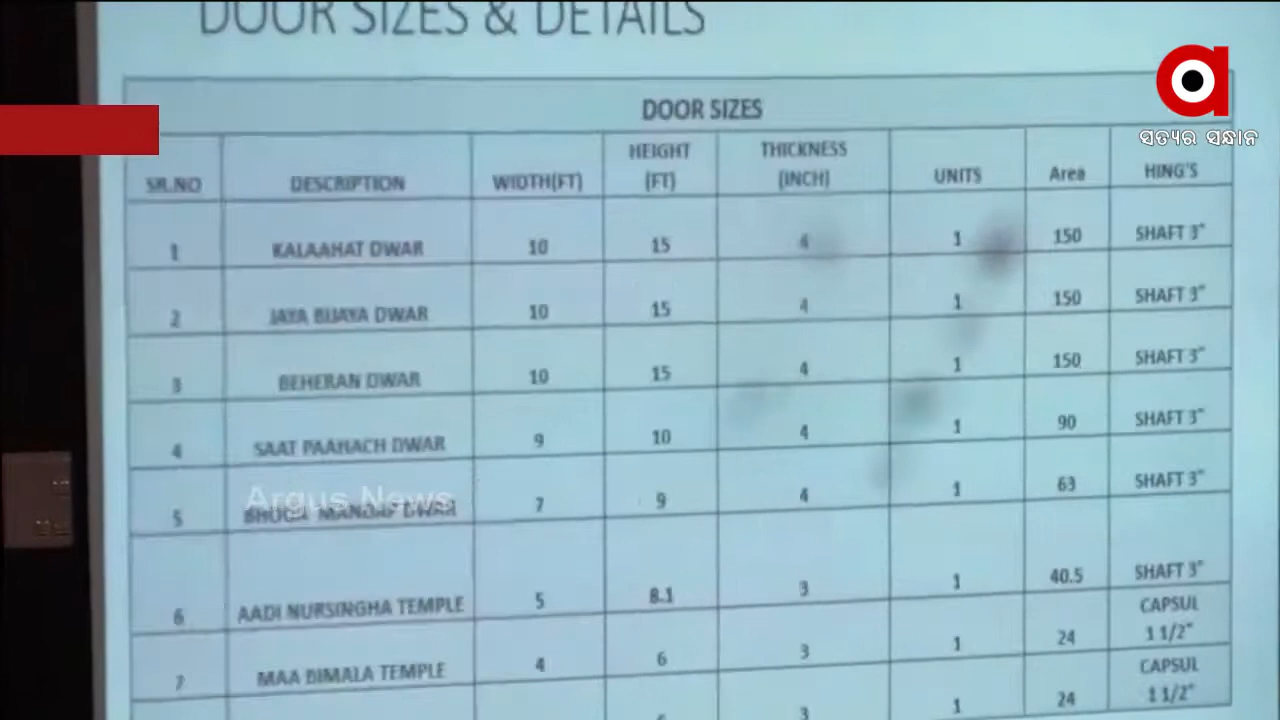 DOOR SIZES & DETAILS
ସତ୍ୟର ସନ୍ଧାନ
DOOR SIZES
SR.NO DESCRIPTION WIDTH(FT) HEIGHT (FT) THICKNESS (INCH) UNITS Area HING'S
1 KALAAHAT DWAR 10 15 4 1 150 SHAFT 3"
2 JAYA BIJAYA DWAR 10 15 4 1 150 SHAFT 3"
3 BEHERAN DWAR 10 15 4 1 150 SHAFT 3"
4 SAAT PAAHACH DWAR 9 10 4 1 90 SHAFT 3"
Argus News
5 DWAR 7 9 4 1 63 SHAFT 3"
6 AADI NURSINGHA TEMPLE 5 8.1 3 1 40.5 SHAFT 3"
7 MAA BIMALA TEMPLE 4 6 3 1 24 CAPSUL 1 1/2"
3 1 24 CAPSUL 1 1/2"